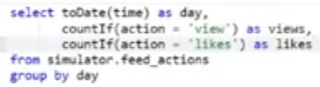 select toDate(time) as day,
countIf(action = 'view') as views,
countIf(action = 'likes') as likes
from simulator.feed_actions
group by day